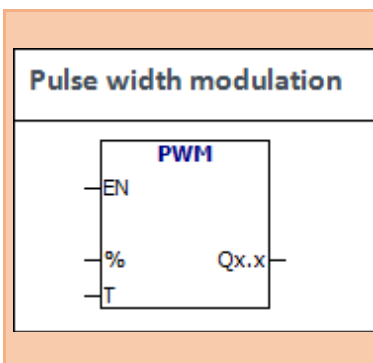 Pulse width modulation
PWM
EN
% Qx.x
T